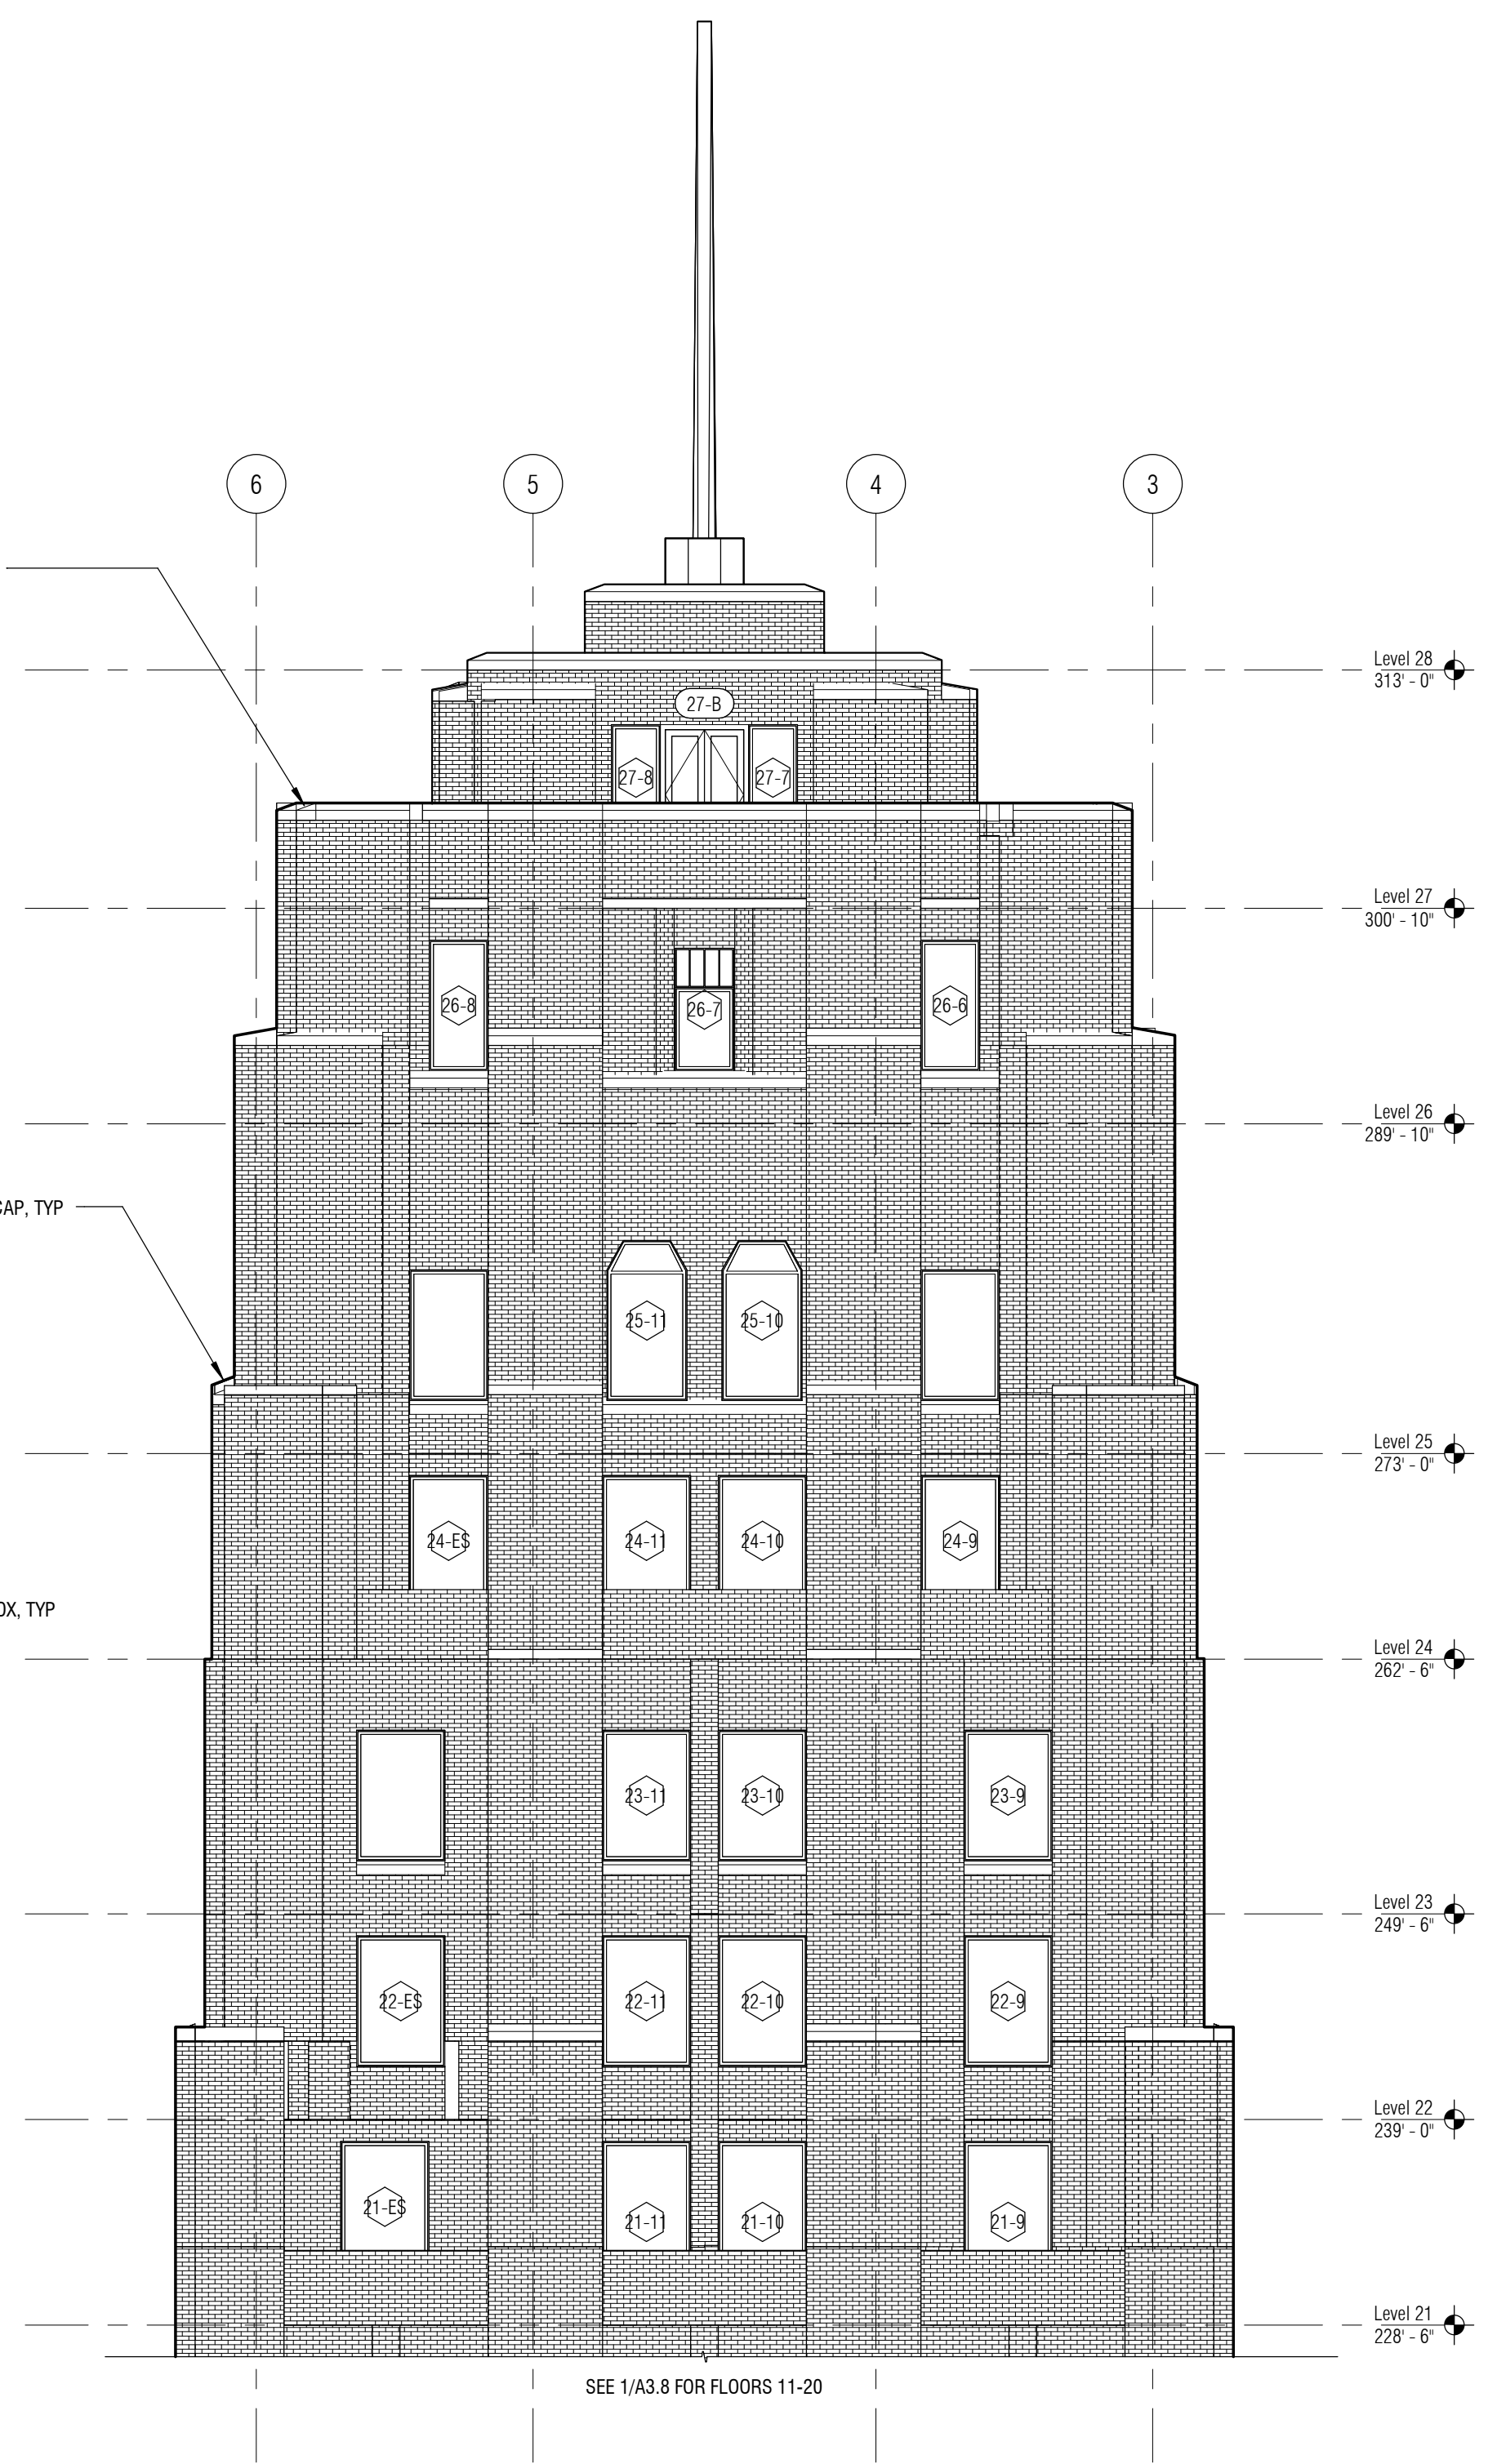 6
5
4
3
Level 28
313' - 0"
27-B
27-8
27-7
Level 27
300' - 10"
26-8
26-7
26-6
Level 26
289' - 10"
CAP, TYP
25-11
25-10
Level 25
273' - 0"
24-ES
24-11
24-10
24-9
OX, TYP
Level 24
262' - 6"
23-11
23-10
23-9
Level 23
249' - 6"
22-ES
22-11
22-10
22-9
Level 22
239' - 0"
21-ES
21-11
21-10
21-9
Level 21
228' - 6"
SEE 1/A3.8 FOR FLOORS 11-20